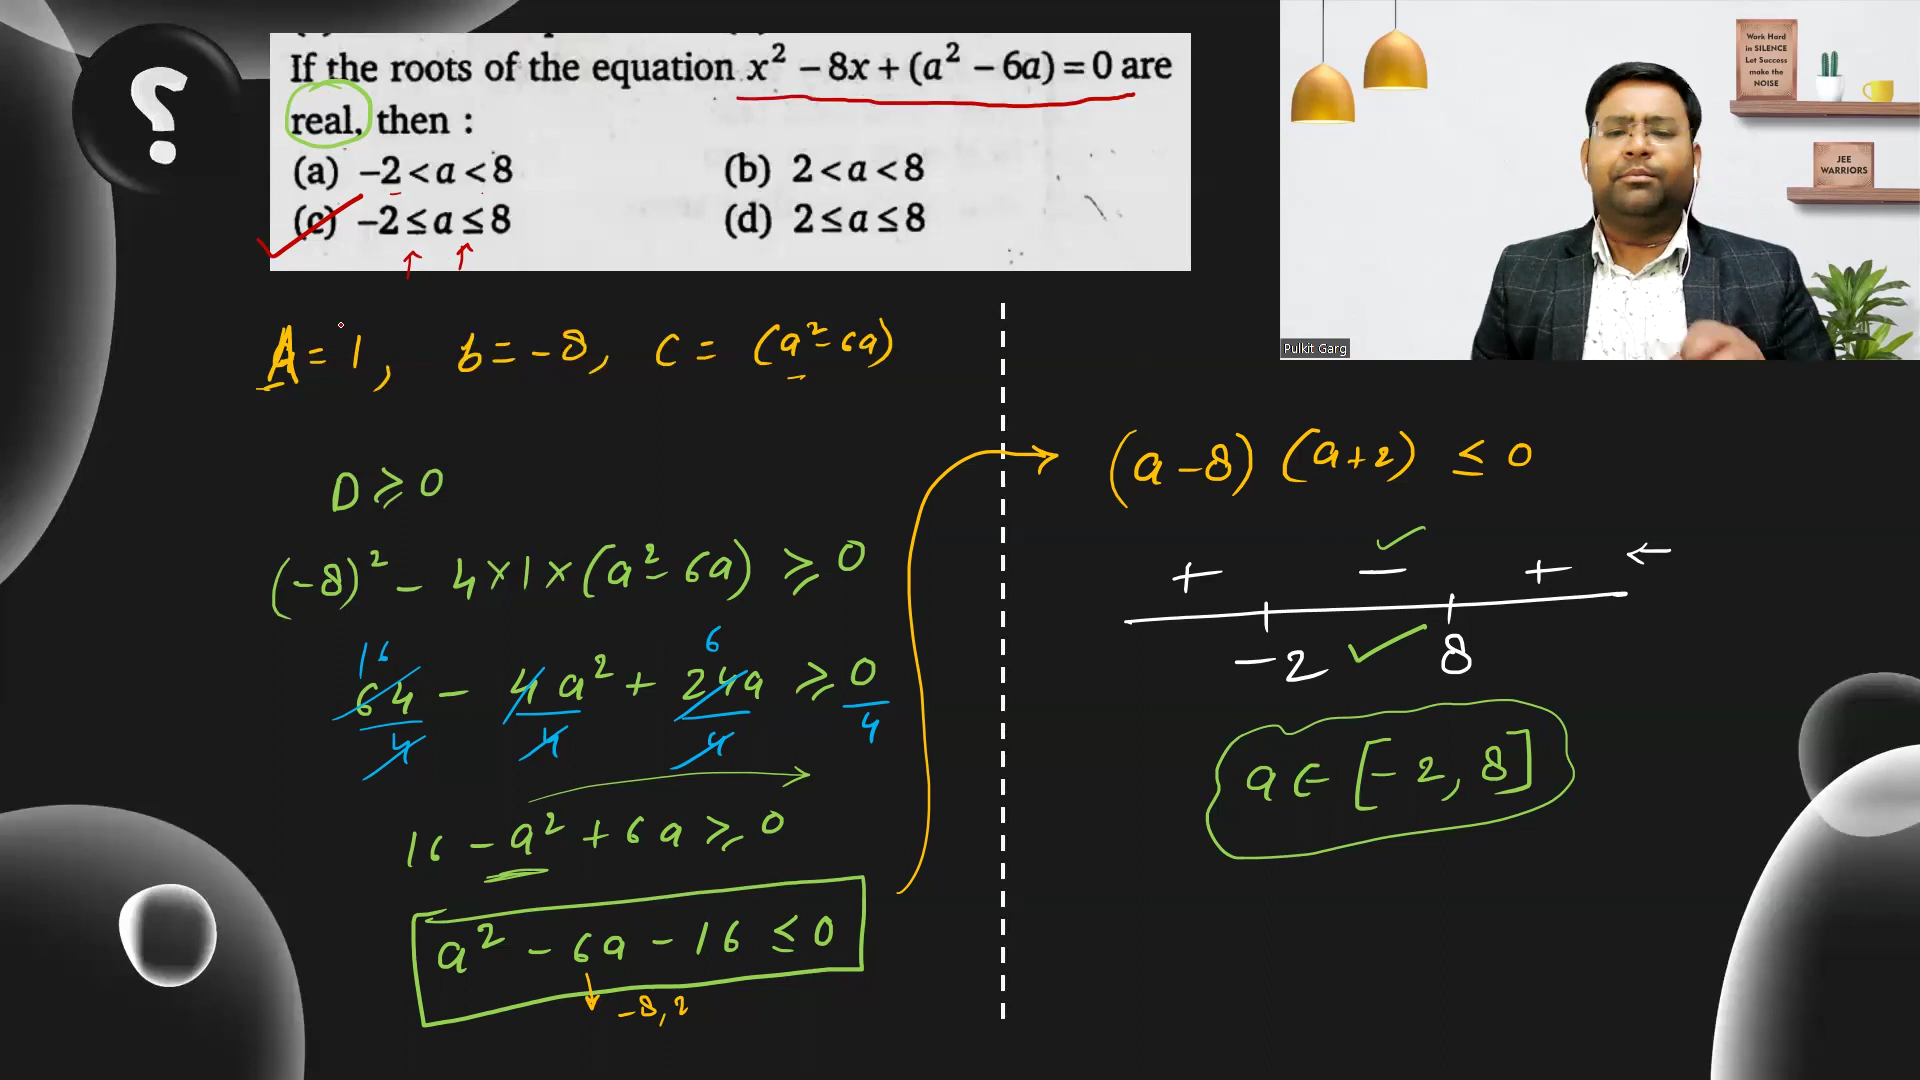 If the roots of the equation x² − 8x + (a² − 6a) = 0 are
real, then :
(a) −2 < a < 8
(b) 2 < a < 8
(c) −2 ≤ a ≤ 8
(d) 2 ≤ a ≤ 8
A = 1, b = −8, c = (a² − 6a)
D ≥ 0
(−8)² − 4×1×(a² − 6a) ≥ 0
16 6
64 − 4a² + 24a ≥ 0
4 4 4 4
16 − a² + 6a ≥ 0
a² − 6a − 16 ≤ 0
−8, 2
(a − 8) (a + 2) ≤ 0
+ − +
−2 8
a ∈ [−2, 8]
Work Hard
in SILENCE
Let Success
make the
NOISE
JEE
WARRIORS
Pulkit Garg